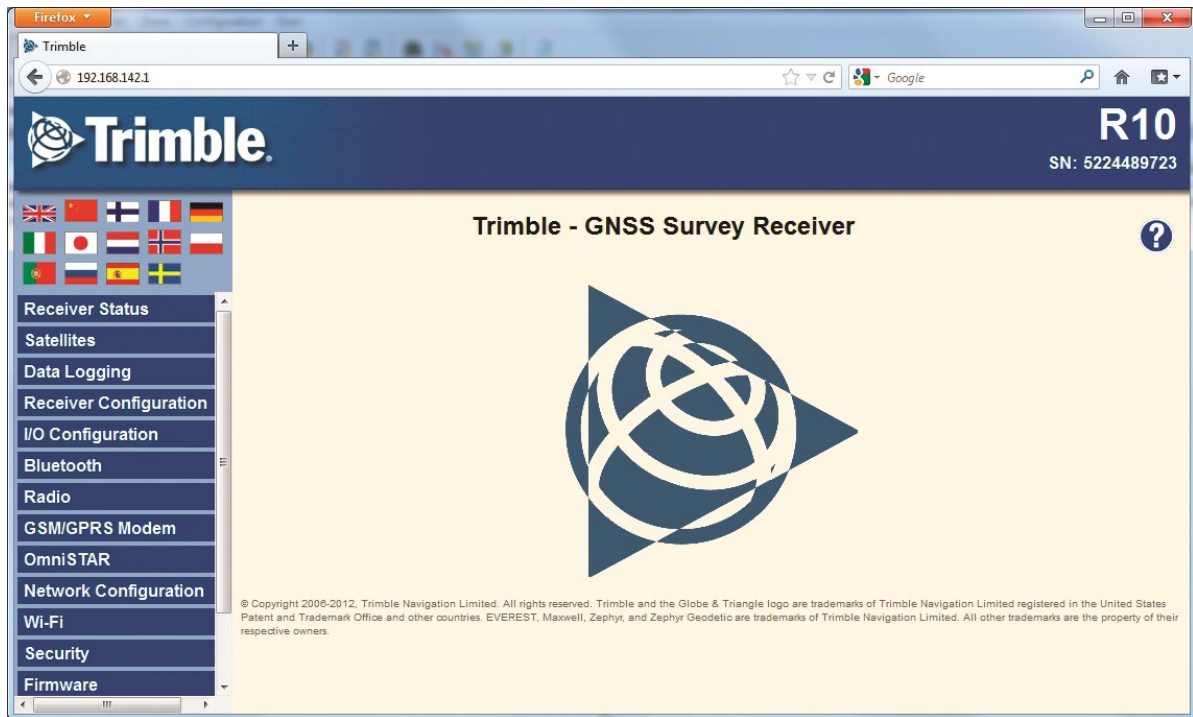 Firefox
Trimble
192.168.142.1
Google
Trimble.
R10
SN: 5224489723
Trimble - GNSS Survey Receiver
?
Receiver Status
Satellites
Data Logging
Receiver Configuration
I/O Configuration
Bluetooth
Radio
GSM/GPRS Modem
OmniSTAR
Network Configuration
Wi-Fi
Security
Firmware
© Copyright 2006-2012, Trimble Navigation Limited. All rights reserved. Trimble and the Globe & Triangle logo are trademarks of Trimble Navigation Limited registered in the United States
Patent and Trademark Office and other countries. EVEREST, Maxwell, Zephyr, and Zephyr Geodetic are trademarks of Trimble Navigation Limited. All other trademarks are the property of their
respective owners.